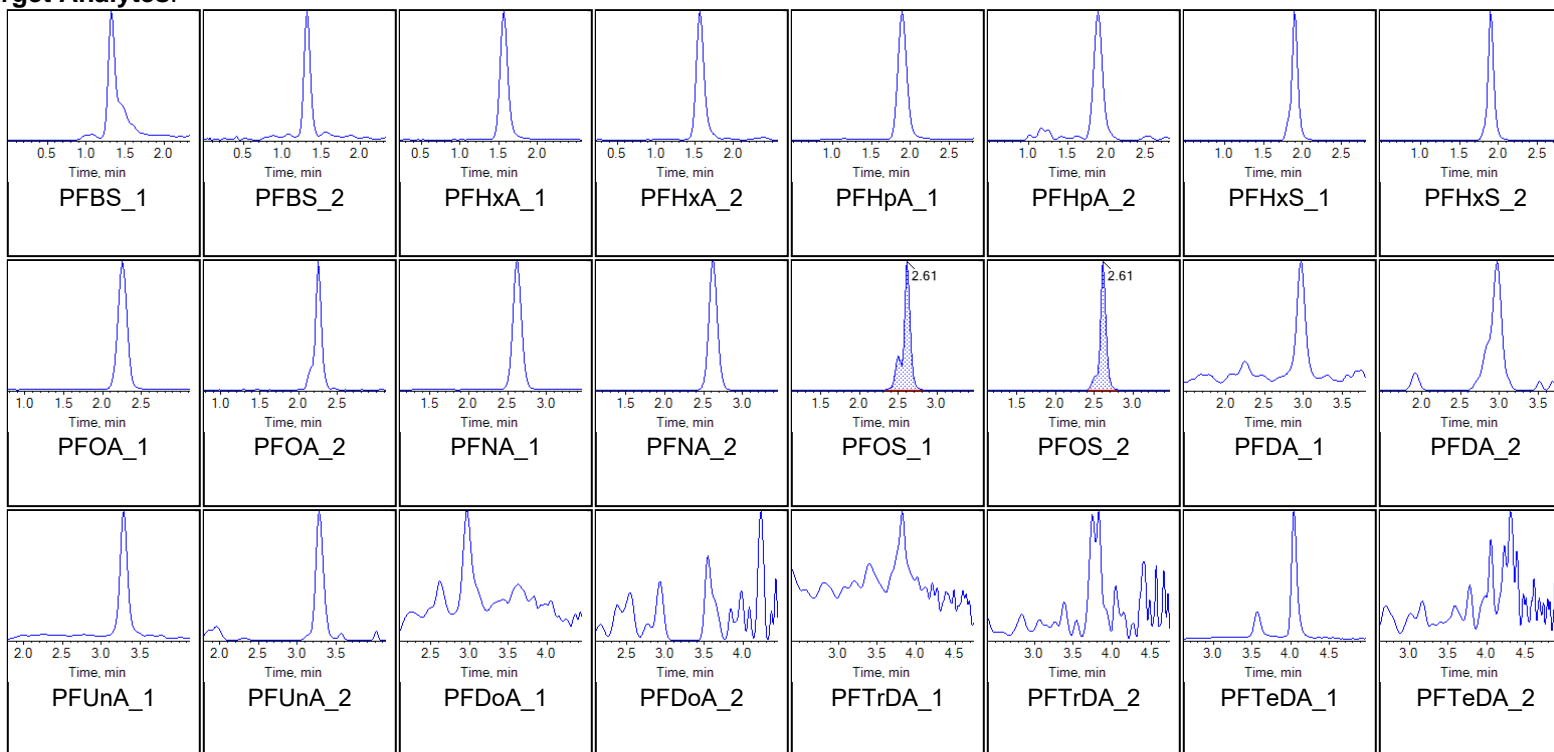 rget Analytes:
0.5 1.0 1.5 2.0
Time, min
PFBS_1
0.5 1.0 1.5 2.0
Time, min
PFBS_2
0.5 1.0 1.5 2.0
Time, min
PFHxA_1
0.5 1.0 1.5 2.0
Time, min
PFHxA_2
1.0 1.5 2.0 2.5
Time, min
PFHpA_1
1.0 1.5 2.0 2.5
Time, min
PFHpA_2
1.0 1.5 2.0 2.5
Time, min
PFHxS_1
1.0 1.5 2.0 2.5
Time, min
PFHxS_2
1.0 1.5 2.0 2.5
Time, min
PFOA_1
1.0 1.5 2.0 2.5
Time, min
PFOA_2
1.5 2.0 2.5 3.0
Time, min
PFNA_1
1.5 2.0 2.5 3.0
Time, min
PFNA_2
2.61
1.5 2.0 2.5 3.0
Time, min
PFOS_1
2.61
1.5 2.0 2.5 3.0
Time, min
PFOS_2
2.0 2.5 3.0 3.5
Time, min
PFDA_1
2.0 2.5 3.0 3.5
Time, min
PFDA_2
2.0 2.5 3.0 3.5
Time, min
PFUnA_1
2.0 2.5 3.0 3.5
Time, min
PFUnA_2
2.5 3.0 3.5 4.0
Time, min
PFDoA_1
2.5 3.0 3.5 4.0
Time, min
PFDoA_2
3.0 3.5 4.0 4.5
Time, min
PFTrDA_1
3.0 3.5 4.0 4.5
Time, min
PFTrDA_2
3.0 3.5 4.0 4.5
Time, min
PFTeDA_1
3.0 3.5 4.0 4.5
Time, min
PFTeDA_2